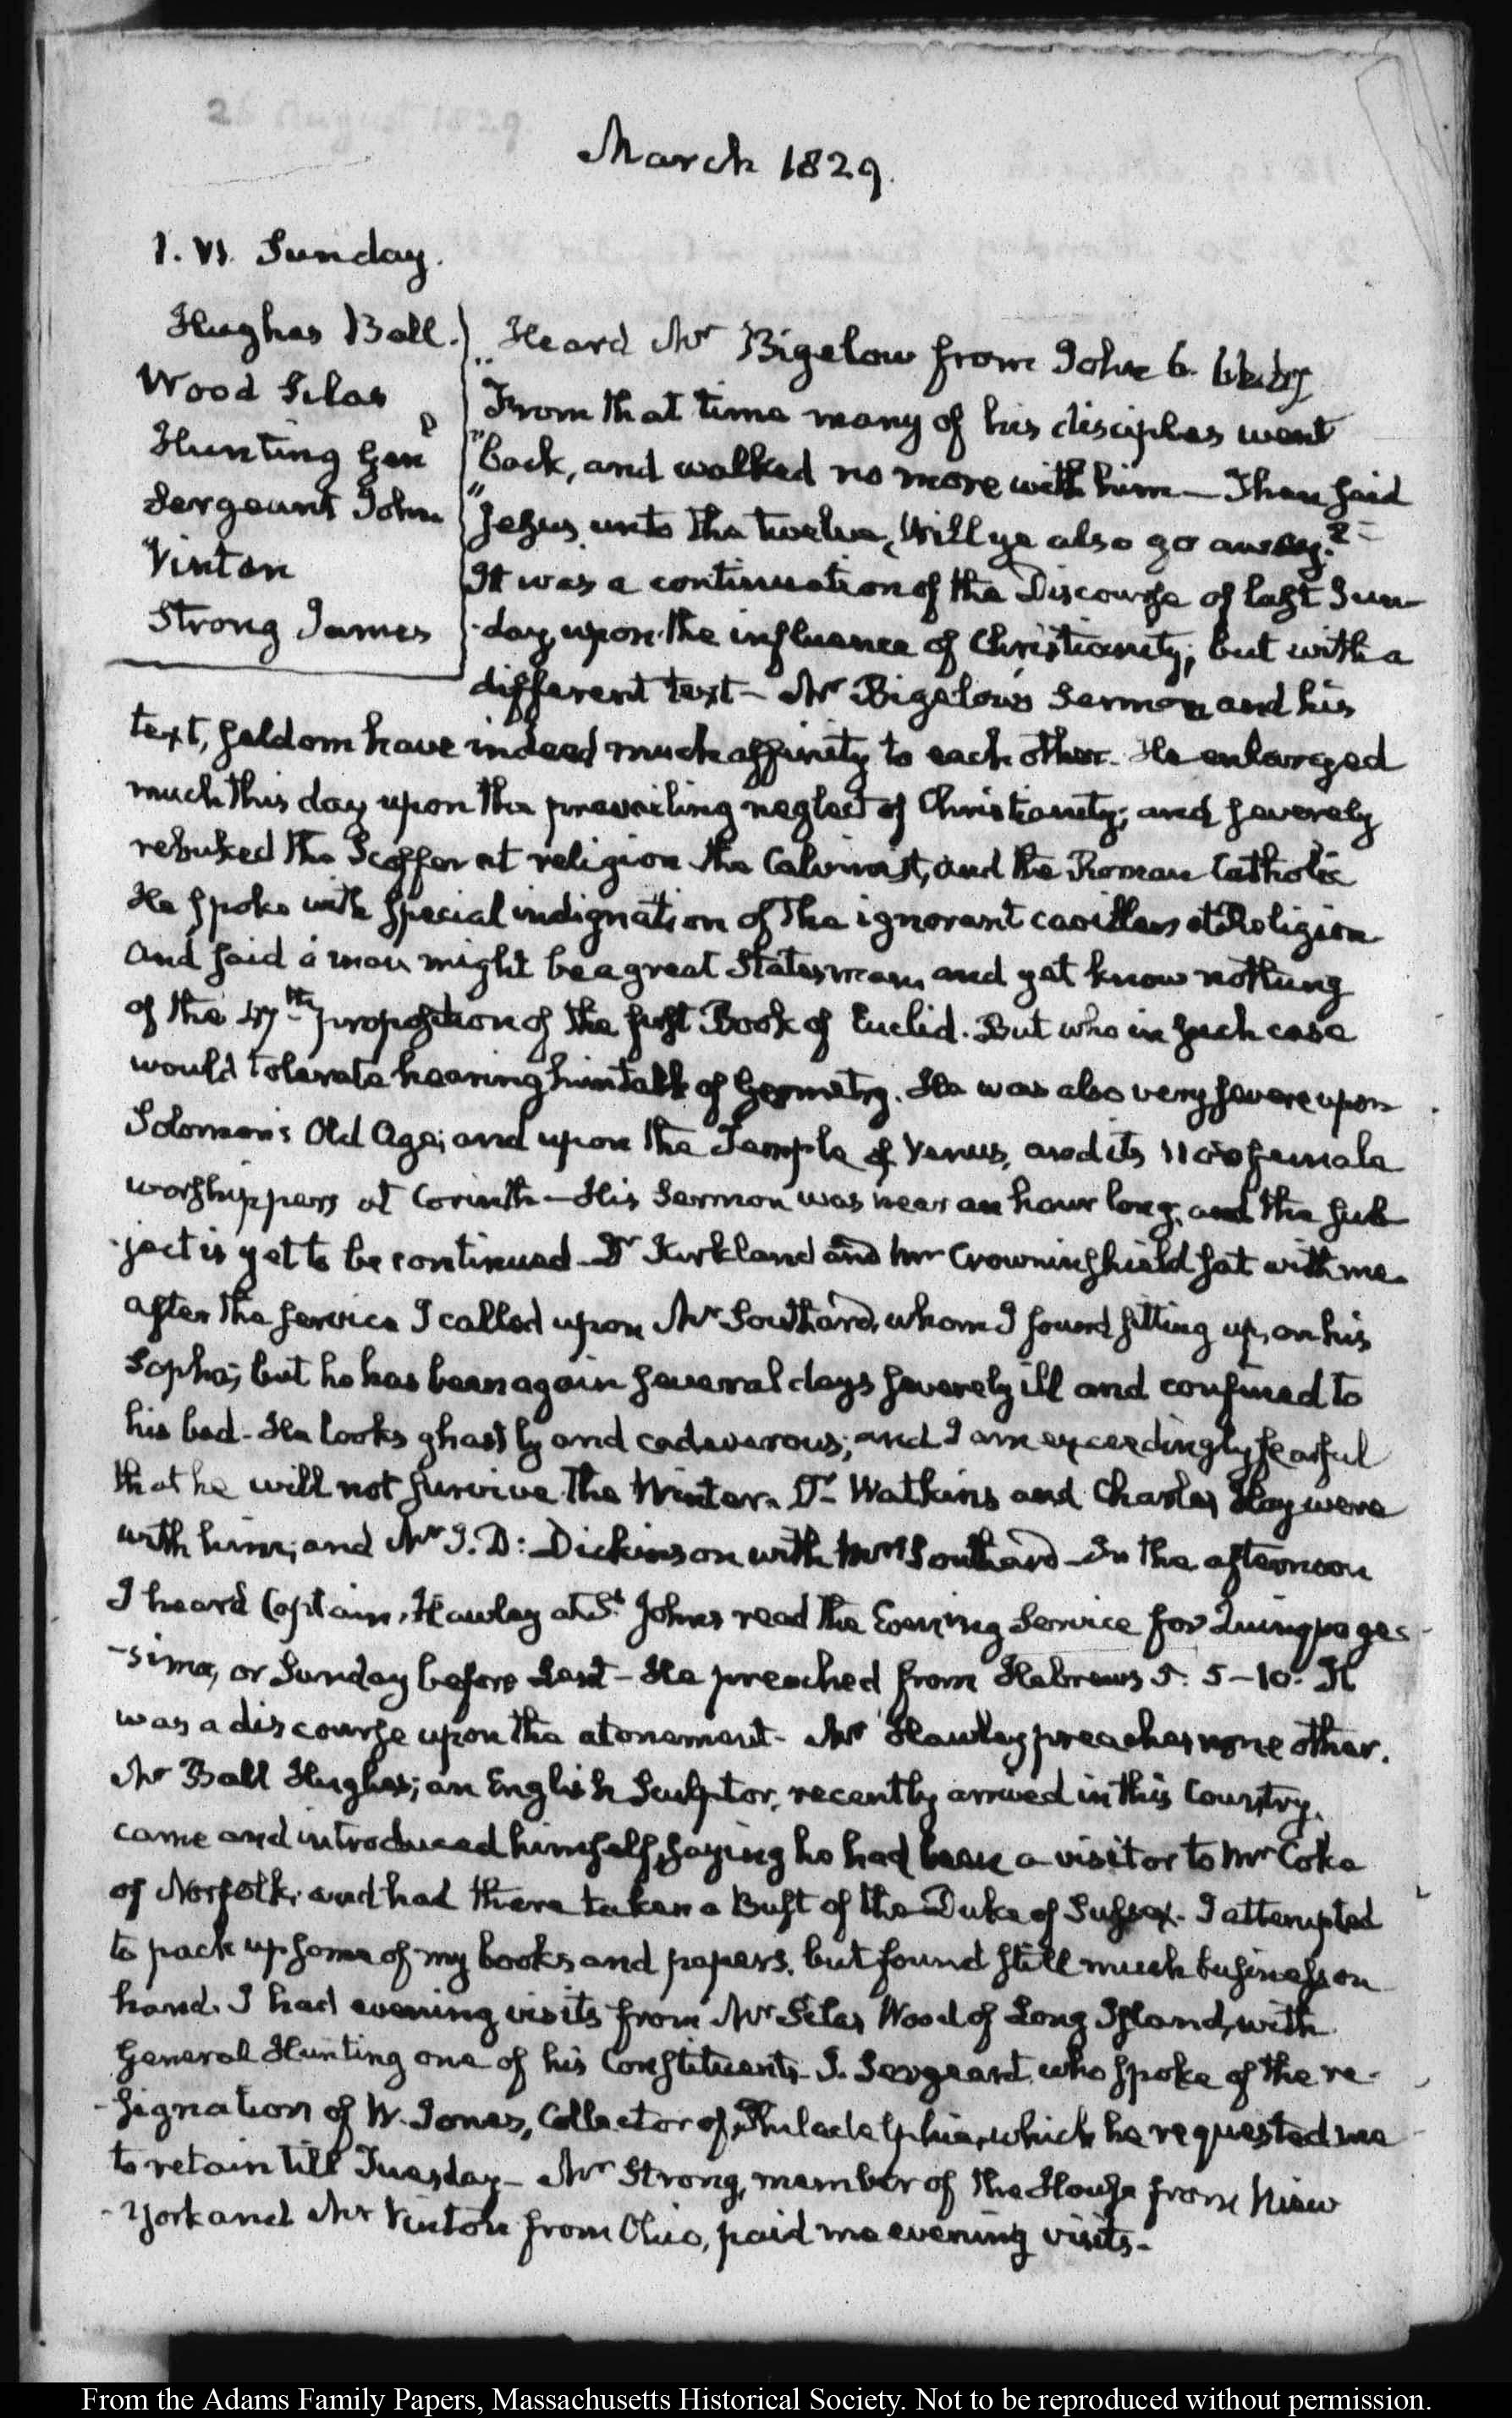 March 1829.
1. VI. Sunday.
Hughes Ball.
Wood Silas
Hunting Genl
Sergeant John
Vinton
Strong James
Heard Mr Bigelow from John 6.
"From that time many of his disciples went
"back, and walked no more with him — Then said
"Jesus unto the twelve, Will ye also go away?"
It was a continuation of the Discourse of last Sun-
-day, upon the influence of Christianity; but with a
different text — Mr Bigelow's Sermon and his
text, seldom have indeed much affinity to each other. He enlarged
much this day upon the prevailing neglect of Christianity; and severely
rebuked the Scoffer at religion the Calvinist, and the Roman Catholic
He spoke with special indignation of the ignorant cavillers at Religion
and said a man might be a great Statesman, and yet know nothing
of the 47th proposition of the first Book of Euclid. But who in such case
would tolerate hearing him talk of Geometry. He was also very severe upon
Solomon's Old Age; and upon the Temple of Venus, and its female
worshippers at Corinth — His Sermon was near an hour long, and the sub
-ject is yet to be continued — Dr Kirkland and Mr Crowninshield sat with me.
after the service I called upon Mr Southard, whom I found sitting up, on his
Sopha; but he has been again several days severely ill and confined to
his bed. He looks ghastly and cadaverous; and I am exceedingly fearful
that he will not survive the Winter. Dr Watkins and Charles Hay were
with him; and Mr J. D: Dickinson with Mrs Southard — In the afternoon
I heard Captain, Hawley at St Johns read the Evening Service for Quinquages-
-sima, or Sunday before Lent — He preached from Hebrews 5. 5-10. It
was a discourse upon the atonement — Mr Hawley preaches none other.
Mr Ball Hughes; an English Sculptor, recently arrived in this Country,
came and introduced himself, saying he had been a visitor to Mr Coke
of Norfolk, and had there taken a Bust of the Duke of Sussex. I attempted
to pack up some of my books and papers, but found still much business on
hand. I had evening visits from Mr Silas Wood of Long Island, with
General Hunting one of his Constituents — J. Sergeant, who spoke of the re-
-signation of W. Jones, Collector of Philadelphia, which he requested me
to retain till Tuesday — Mr Strong, member of the House from New
-York and Mr Vinton from Ohio, paid me evening visits.
From the Adams Family Papers, Massachusetts Historical Society. Not to be reproduced without permission.